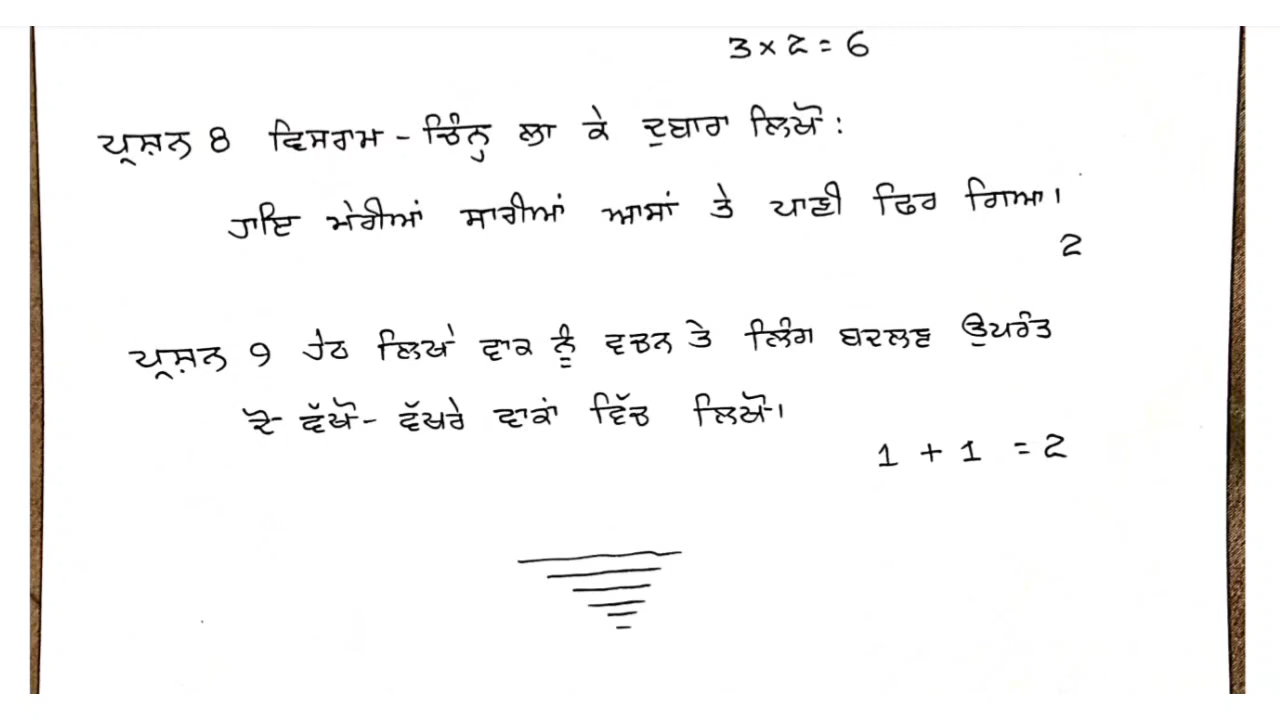 3 × 2 = 6
ਪ੍ਰਸ਼ਨ 8 ਵਿਸਰਾਮ - ਚਿੰਨ੍ਹ ਲਾ ਕੇ ਦੁਬਾਰਾ ਲਿਖੋ :
ਹਾਇ ਮੇਰੀਆਂ ਸਾਰੀਆਂ ਆਸਾਂ ਤੇ ਪਾਣੀ ਫਿਰ ਗਿਆ।
2
ਪ੍ਰਸ਼ਨ 9 ਹੇਠ ਲਿਖੇ ਵਾਕ ਨੂੰ ਵਚਨ ਤੇ ਲਿੰਗ ਬਦਲਣ ਉਪਰੰਤ
ਦੋ ਵੱਖੋ - ਵੱਖਰੇ ਵਾਕਾਂ ਵਿੱਚ ਲਿਖੋ।
1 + 1 = 2